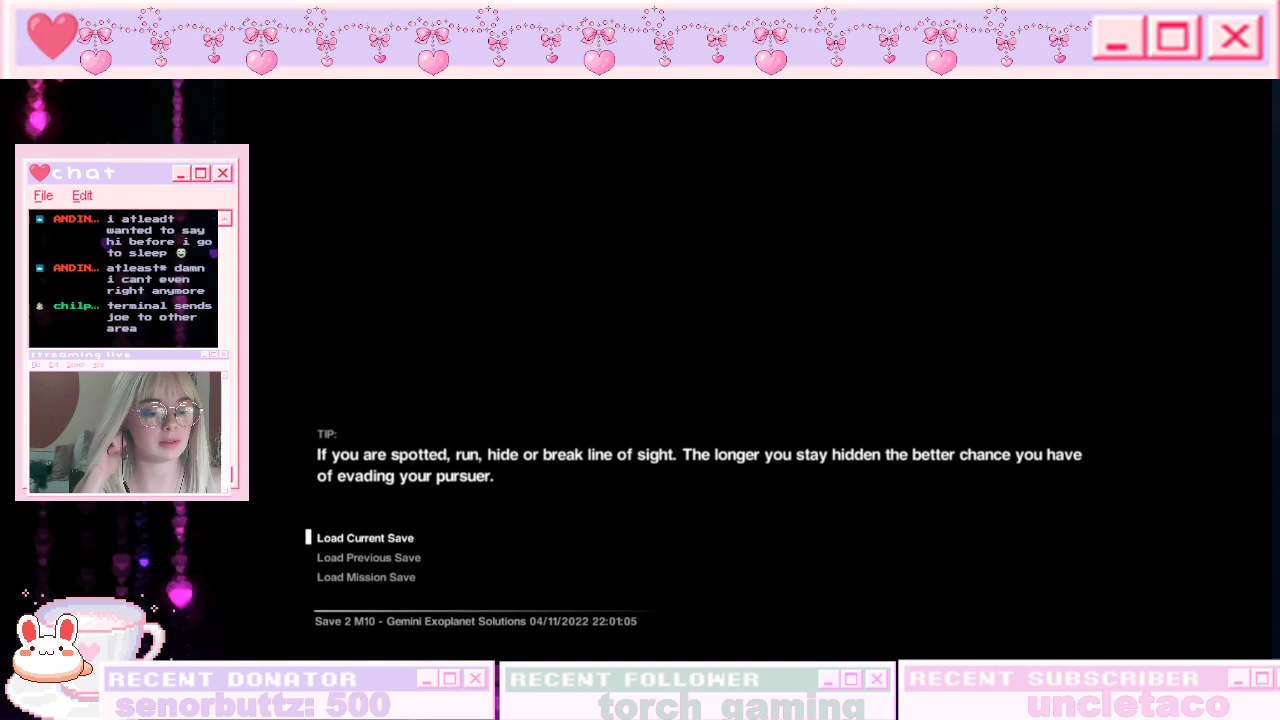 chat
File Edit
ANDIN... i atleadt
wanted to say
hi before i go
to sleep
ANDIN... atleast* damn
i cant even
right anymore
chilp... terminal sends
joe to other
area
streaming live
Edit Search
TIP:
If you are spotted, run, hide or break line of sight. The longer you stay hidden the better chance you have
of evading your pursuer.
Load Current Save
Load Previous Save
Load Mission Save
Save 2 M10 - Gemini Exoplanet Solutions 04/11/2022 22:01:05
RECENT DONATOR
senorbuttz: 500
RECENT FOLLOWER
torch_gaming
RECENT SUBSCRIBER
uncletaco